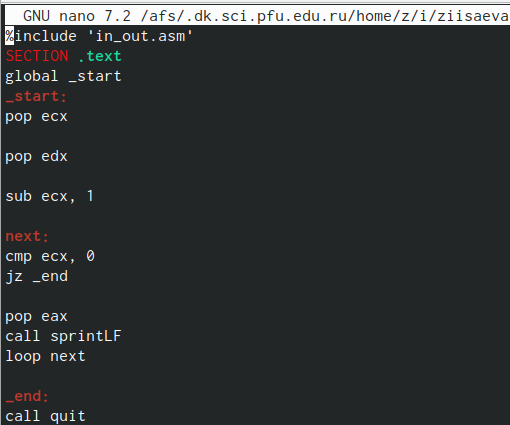 GNU nano 7.2 /afs/.dk.sci.pfu.edu.ru/home/z/i/ziisaeva
%include 'in_out.asm'
SECTION .text
global _start
_start:
pop ecx
pop edx
sub ecx, 1
next:
cmp ecx, 0
jz _end
pop eax
call sprintLF
loop next
_end:
call quit